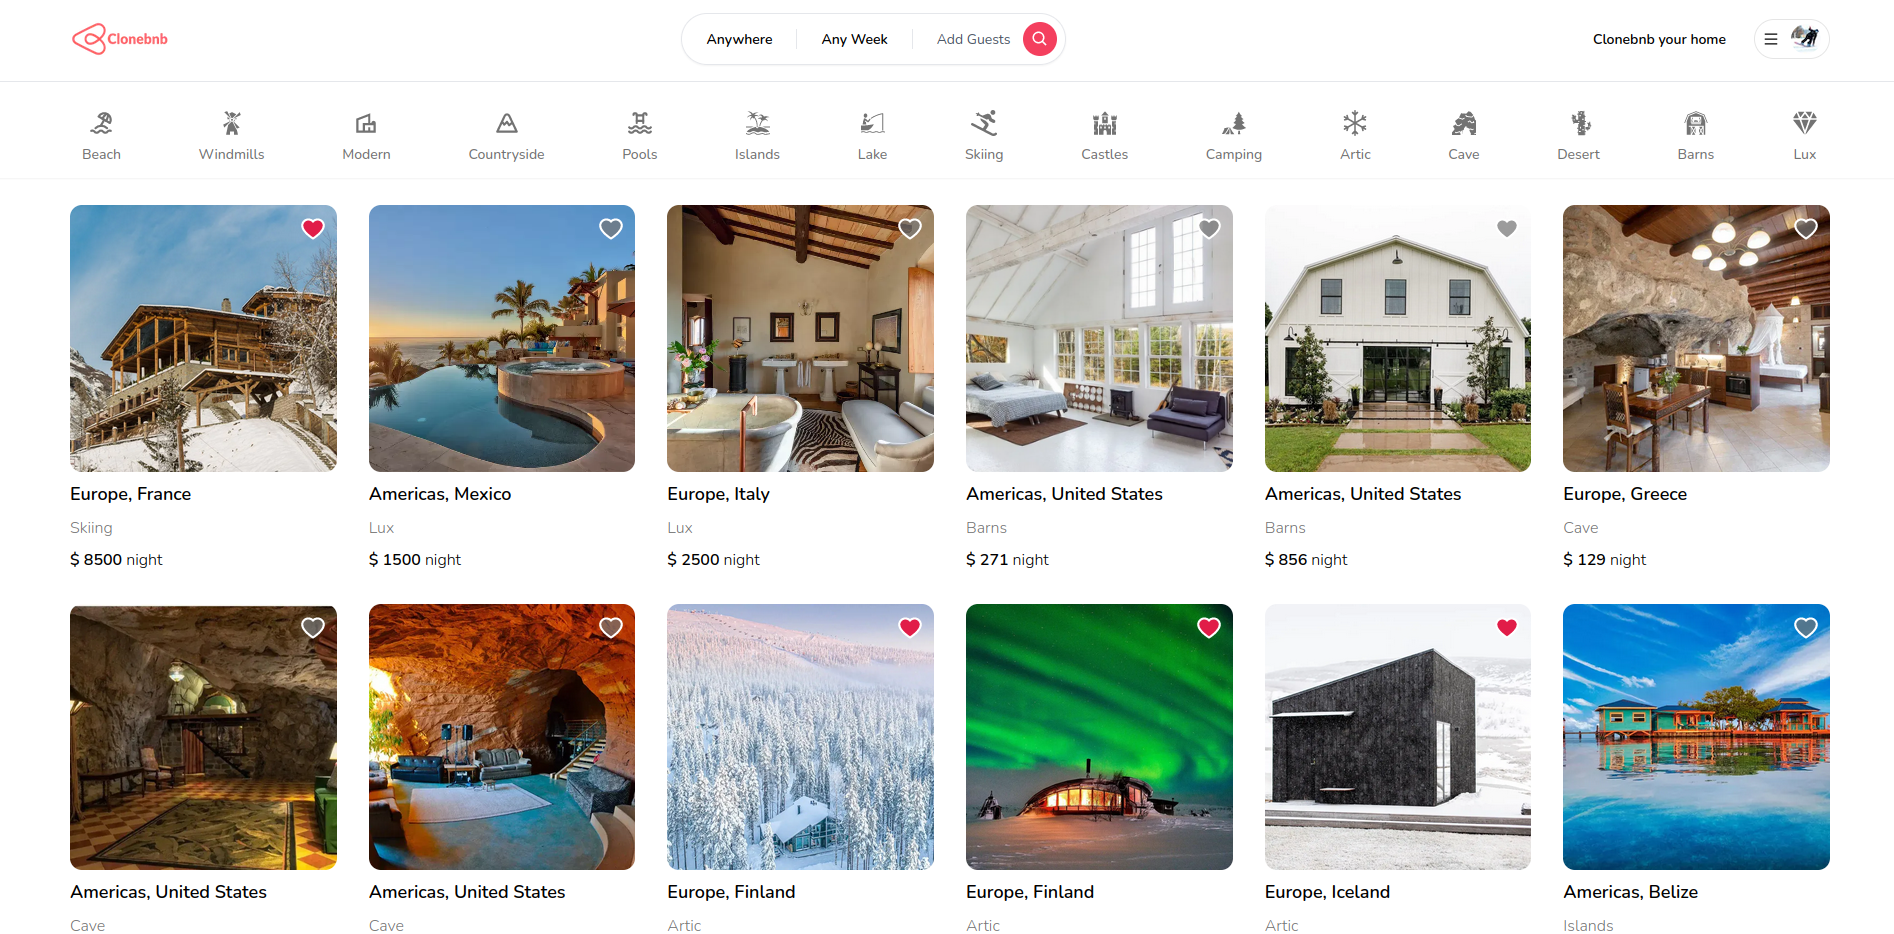 Clonebnb
Anywhere
Any Week
Add Guests
Clonebnb your home
Beach
Windmills
Modern
Countryside
Pools
Islands
Lake
Skiing
Castles
Camping
Artic
Cave
Desert
Barns
Lux
Europe, France
Skiing
$ 8500 night
Americas, Mexico
Lux
$ 1500 night
Europe, Italy
Lux
$ 2500 night
Americas, United States
Barns
$ 271 night
Americas, United States
Barns
$ 856 night
Europe, Greece
Cave
$ 129 night
Americas, United States
Cave
Americas, United States
Cave
Europe, Finland
Artic
Europe, Finland
Artic
Europe, Iceland
Artic
Americas, Belize
Islands